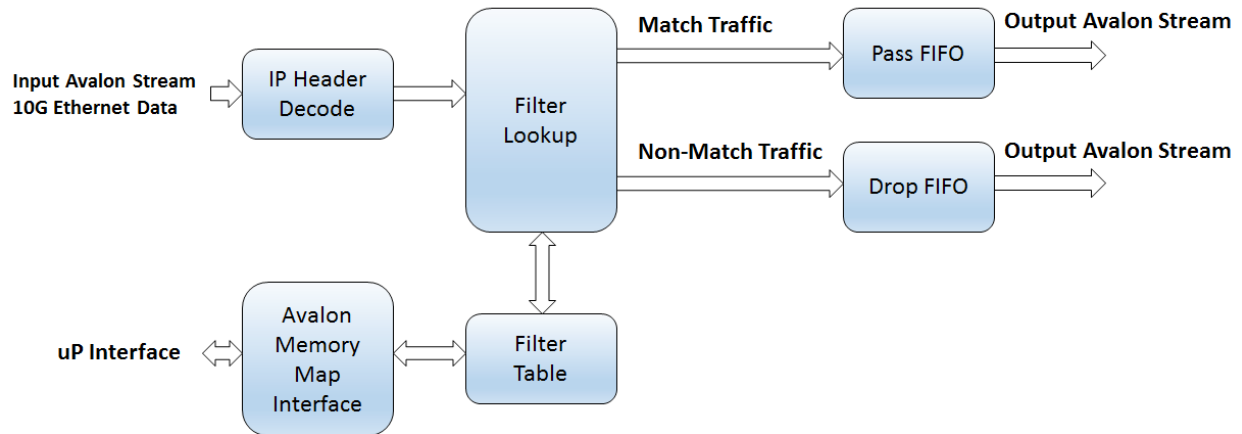 Input Avalon Stream
10G Ethernet Data
IP Header
Decode
Filter
Lookup
Match Traffic
Pass FIFO
Output Avalon Stream
Non-Match Traffic
Drop FIFO
Output Avalon Stream
uP Interface
Avalon
Memory
Map
Interface
Filter
Table